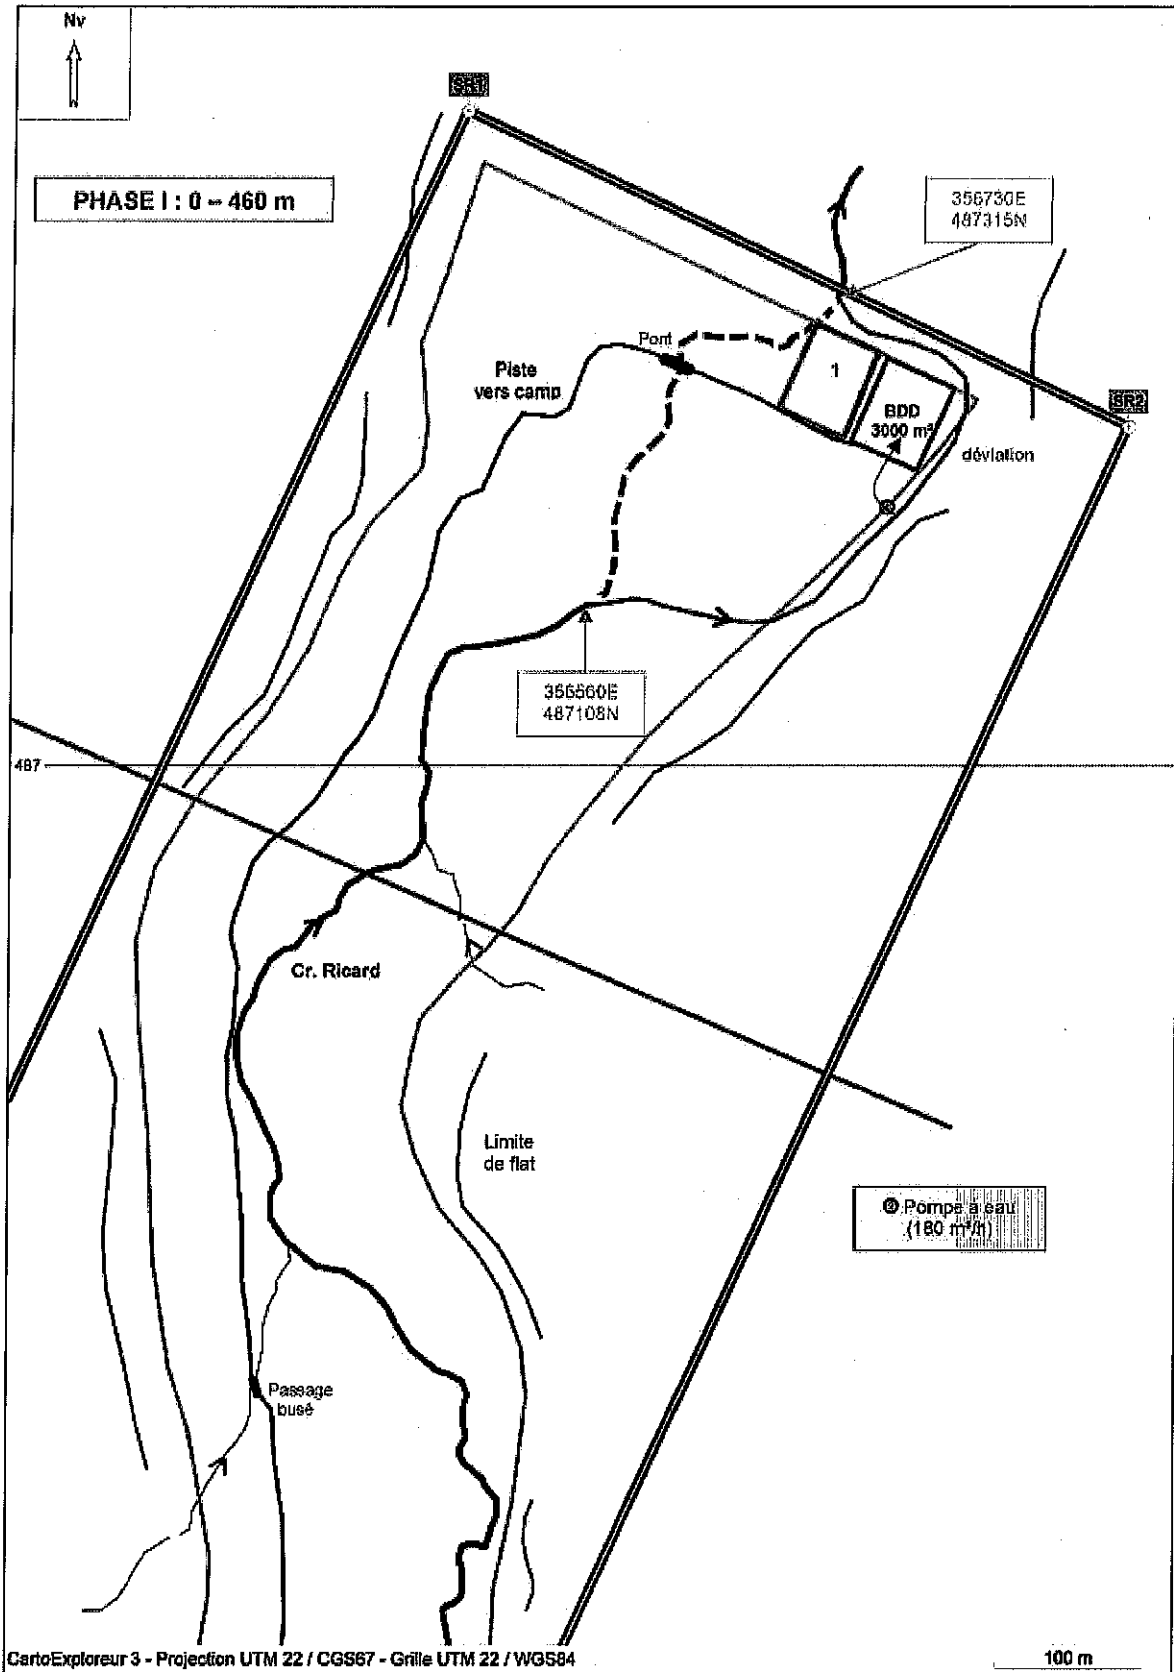 Nv
SR1
PHASE I : 0 – 460 m
356730E
487315N
Pont
Piste
vers camp
1
BDD
3000 m³
SR2
déviation
356560E
487108N
487
Cr. Ricard
Limite
de flat
Pompe à eau
(180 m³/h)
Passage
busé
CartoExploreur 3 - Projection UTM 22 / CGS67 - Grille UTM 22 / WGS84
100 m